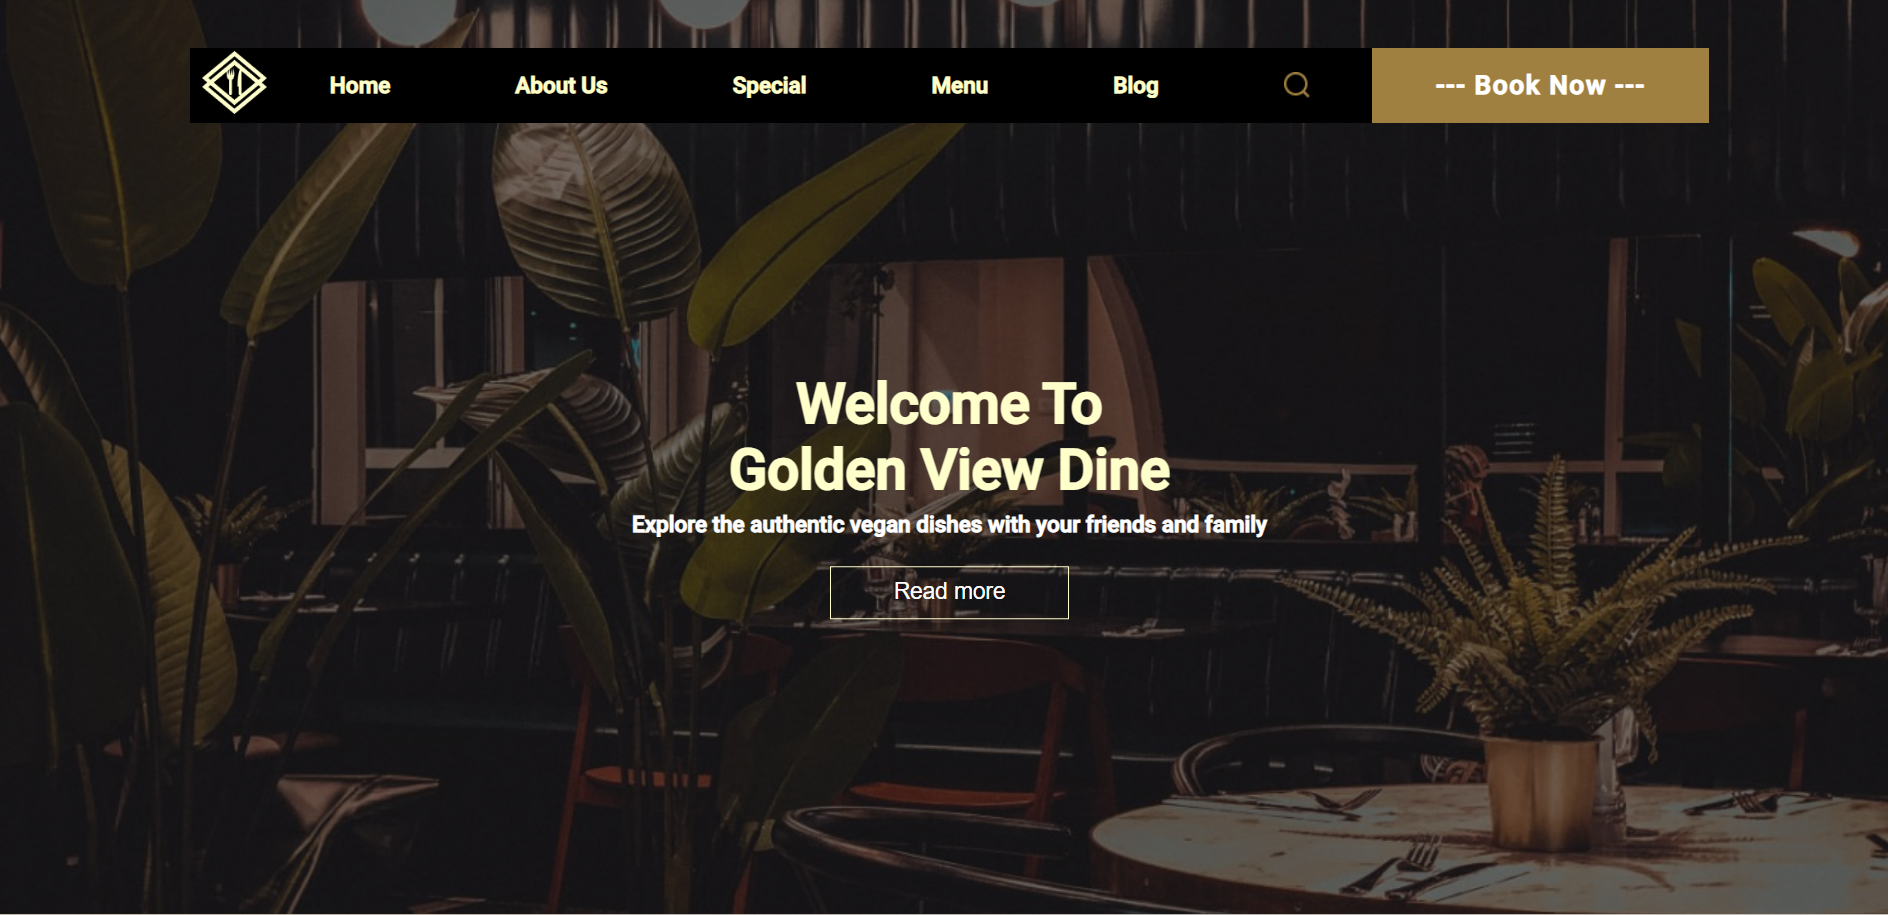 Home About Us Special Menu Blog --- Book Now ---
Welcome To
Golden View Dine
Explore the authentic vegan dishes with your friends and family
Read more